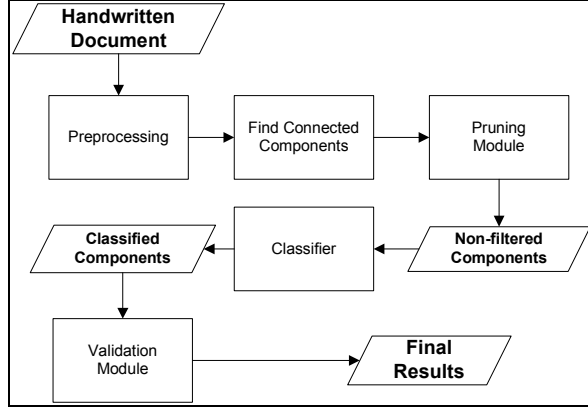 Handwritten
Document
Preprocessing
Find Connected
Components
Pruning
Module
Non-filtered
Components
Classifier
Classified
Components
Validation
Module
Final
Results